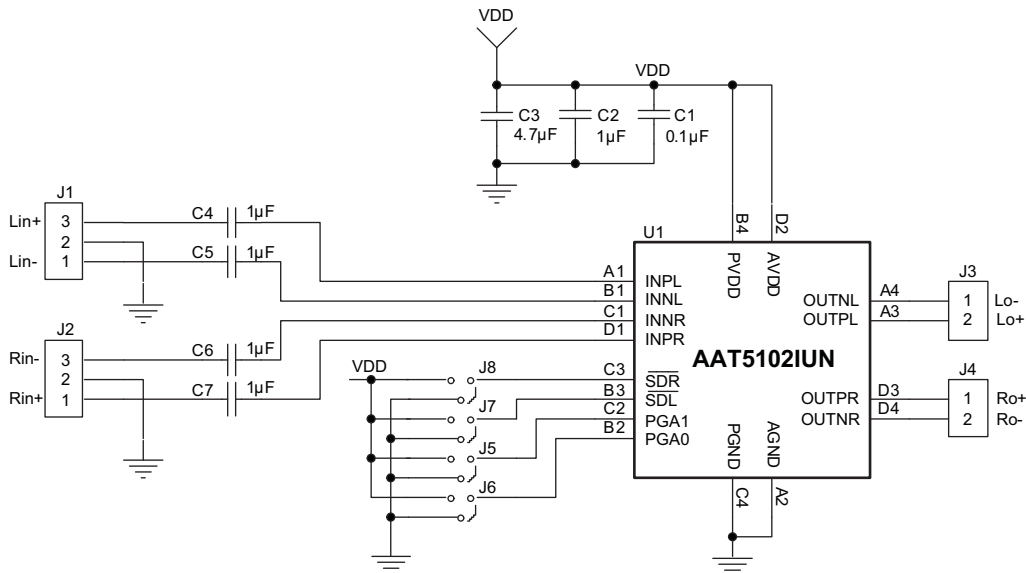 VDD
VDD
C3
4.7µF
C2
1µF
C1
0.1µF
J1
Lin+
3
2
Lin-
1
C4
1µF
C5
1µF
J2
Rin-
3
2
Rin+
1
C6
1µF
C7
1µF
VDD
J8
J7
J5
J6
U1
B4
D2
PVDD
AVDD
A1
INPL
B1
INNL
C1
INNR
D1
INPR
AAT5102IUN
C3
SDR
B3
SDL
C2
PGA1
B2
PGA0
OUTNL
A4
OUTPL
A3
OUTPR
D3
OUTNR
D4
PGND
AGND
C4
A2
J3
1
Lo-
2
Lo+
J4
1
Ro+
2
Ro-